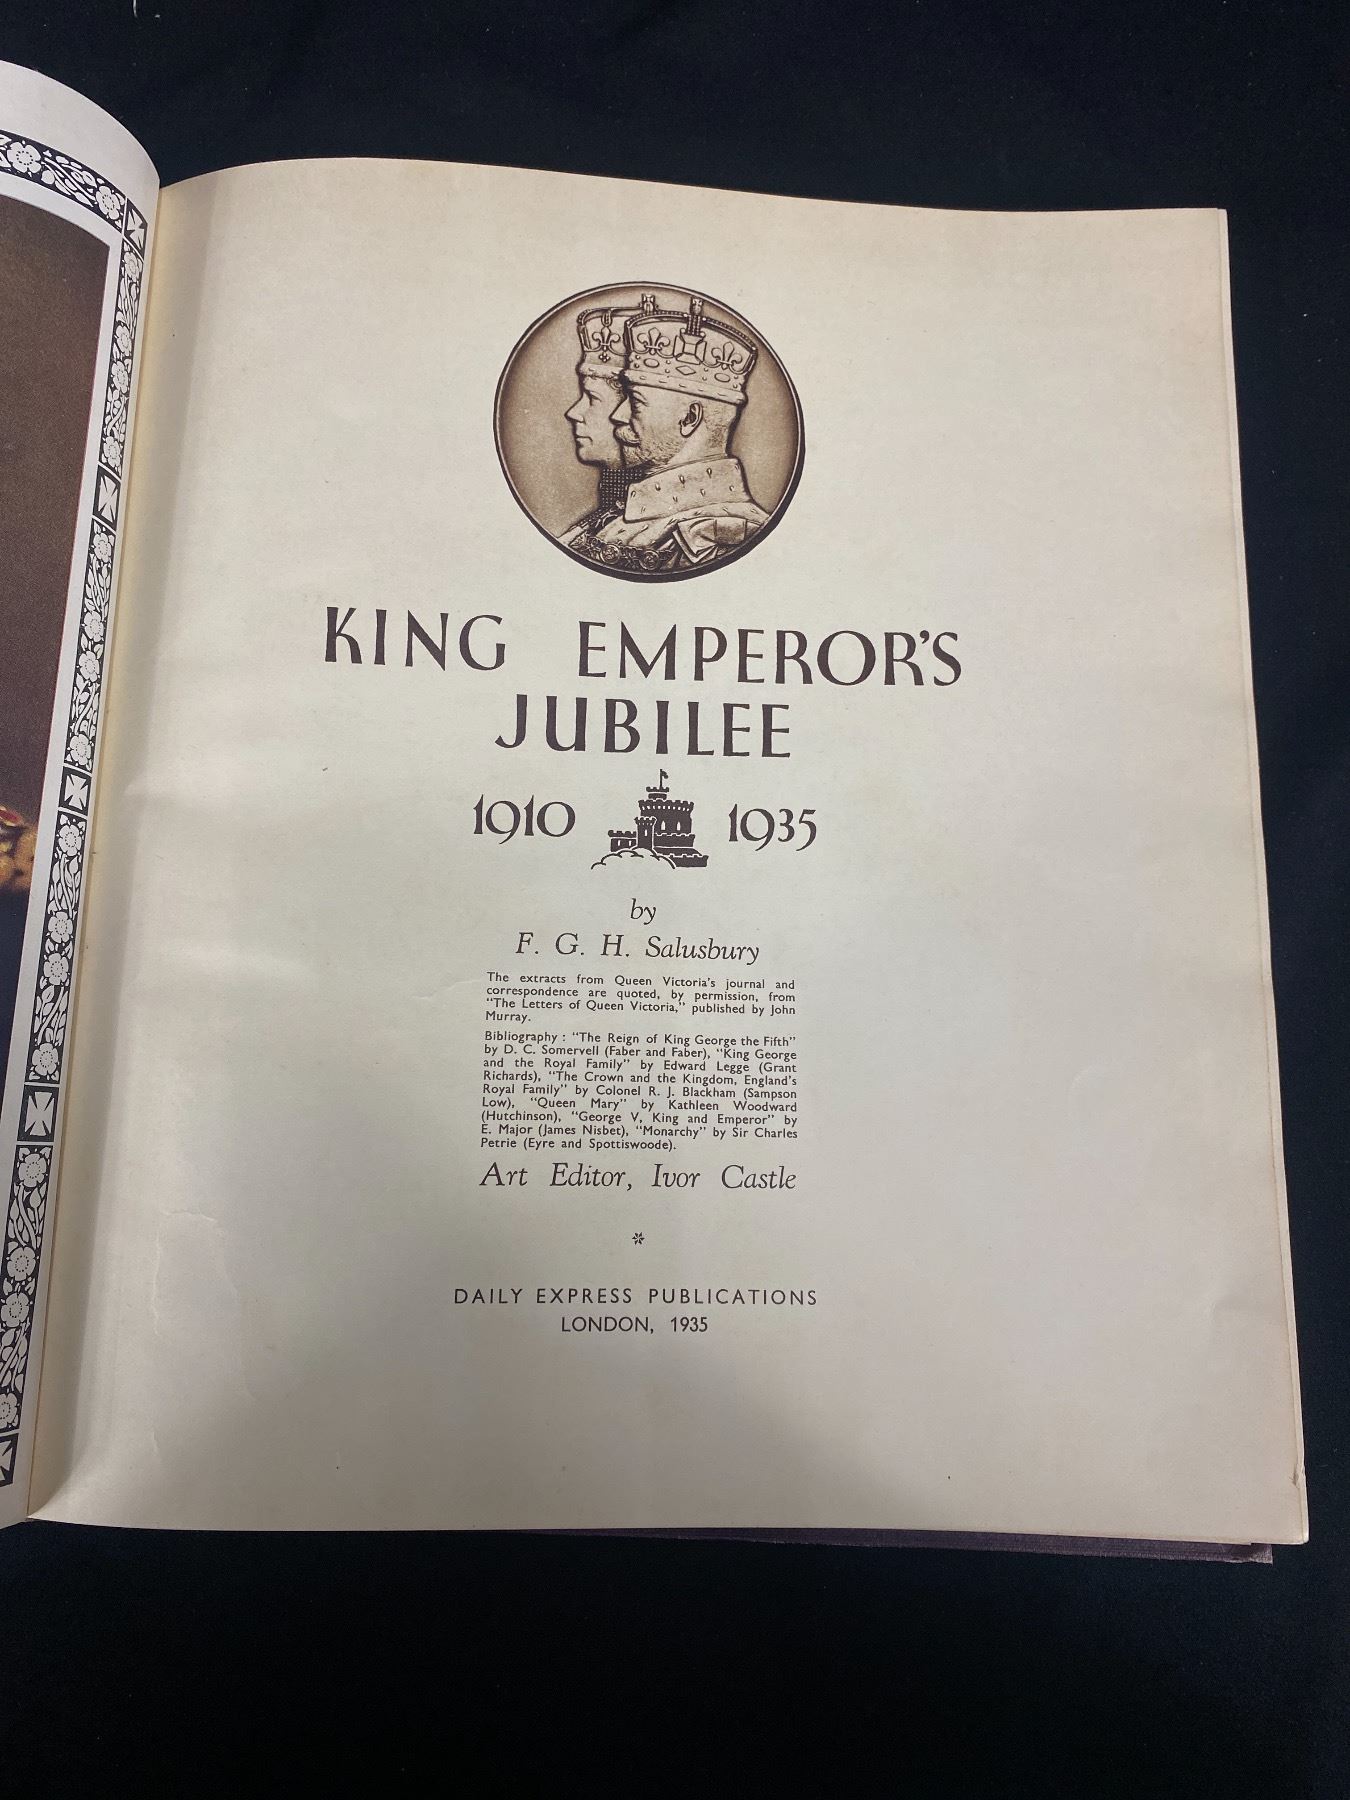 KING EMPEROR'S
JUBILEE
1910 1935
by
F. G. H. Salusbury
The extracts from Queen Victoria's journal and
correspondence are quoted, by permission, from
"The Letters of Queen Victoria," published by John
Murray.
Bibliography : "The Reign of King George the Fifth"
by D. C. Somervell (Faber and Faber), "King George
and the Royal Family" by Edward Legge (Grant
Richards), "The Crown and the Kingdom, England's
Royal Family" by Colonel R. J. Blackham (Sampson
Low), "Queen Mary" by Kathleen Woodward
(Hutchinson), "George V, King and Emperor" by
E. Major (James Nisbet), "Monarchy" by Sir Charles
Petrie (Eyre and Spottiswoode).
Art Editor, Ivor Castle
DAILY EXPRESS PUBLICATIONS
LONDON, 1935